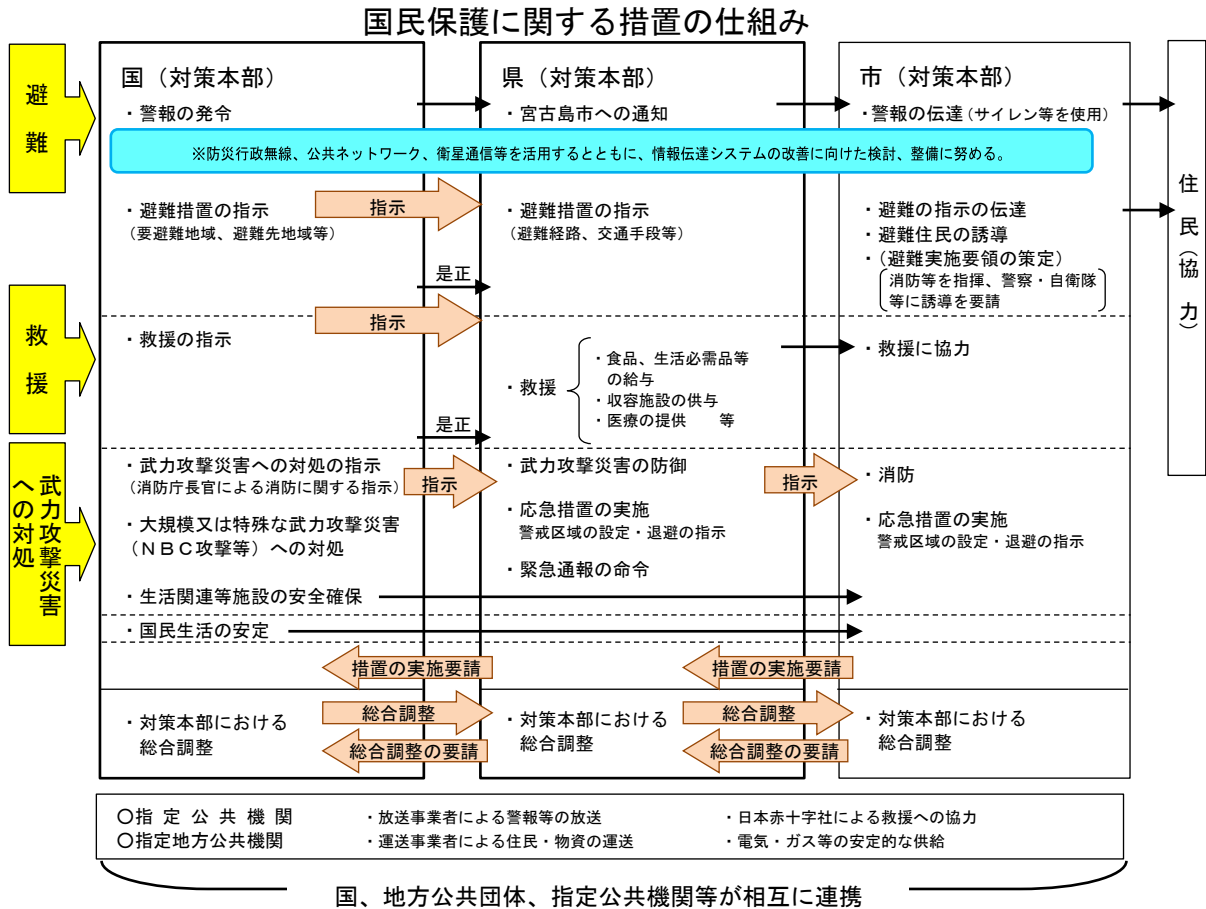 国民保護に関する措置の仕組み
避難
国（対策本部）
・警報の発令
県（対策本部）
・宮古島市への通知
市（対策本部）
・警報の伝達（サイレン等を使用）
※防災行政無線、公共ネットワーク、衛星通信等を活用するとともに、情報伝達システムの改善に向けた検討、整備に努める。
・避難措置の指示
（要避難地域、避難先地域等）
指示
・避難措置の指示
（避難経路、交通手段等）
・避難の指示の伝達
・避難住民の誘導
・（避難実施要領の策定）
消防等を指揮、警察・自衛隊
等に誘導を要請
是正
住民（協力）
救援
・救援の指示
指示
・救援
・食品、生活必需品等
の給与
・収容施設の供与
・医療の提供　等
・救援に協力
是正
武力攻撃災害
への対処
・武力攻撃災害への対処の指示
（消防庁長官による消防に関する指示）
指示
・武力攻撃災害の防御
指示
・消防
・大規模又は特殊な武力攻撃災害
（ＮＢＣ攻撃等）への対処
・応急措置の実施
警戒区域の設定・退避の指示
・応急措置の実施
警戒区域の設定・退避の指示
・緊急通報の命令
・生活関連等施設の安全確保
・国民生活の安定
措置の実施要請
措置の実施要請
・対策本部における
総合調整
総合調整
総合調整の要請
・対策本部における
総合調整
総合調整
総合調整の要請
・対策本部における
総合調整
○指定公共機関
・放送事業者による警報等の放送
・日本赤十字社による救援への協力
○指定地方公共機関
・運送事業者による住民・物資の運送
・電気・ガス等の安定的な供給
国、地方公共団体、指定公共機関等が相互に連携